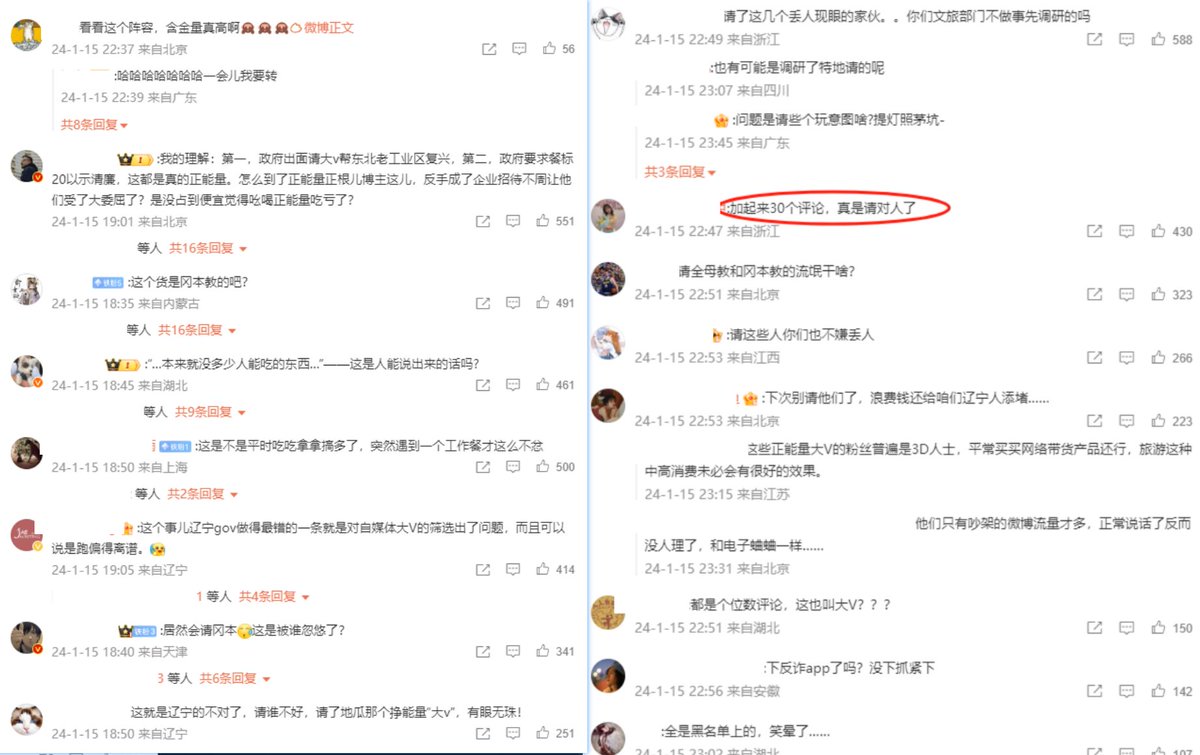 看看这个阵容，含金量真高啊 微博正文
24-1-15 22:37 来自北京
56
:哈哈哈哈哈哈哈一会儿我要转
24-1-15 22:39 来自广东
共8条回复
1 :我的理解：第一，政府出面请大v帮东北老工业区复兴，第二，政府要求餐标
20以示清廉，这都是真的正能量。怎么到了正能量正根儿博主这儿，反手成了企业招待不周让他
们受了大委屈了？是没占到便宜觉得吆喝正能量吃亏了？
24-1-15 19:01 来自北京
551
等人 共16条回复
铁粉5 :这个货是冈本教的吧?
24-1-15 18:35 来自内蒙古
491
等人 共16条回复
1 :“...本来就没多少人能吃的东西...”——这是人能说出来的话吗?
24-1-15 18:45 来自湖北
461
等人 共9条回复
铁粉1 :这是不是平时吃吃拿拿搞多了，突然遇到一个工作餐才这么不忿
24-1-15 18:50 来自上海
500
等人 共2条回复
:这个事儿辽宁gov做得最错的一条就是对自媒体大V的筛选出了问题，而且可以
说是跑偏得离谱。
24-1-15 19:05 来自辽宁
414
1 等人 共4条回复
铁粉3 :居然会请冈本 这是被谁忽悠了?
24-1-15 18:40 来自天津
341
3 等人 共6条回复
这就是辽宁的不对了，请谁不好，请了地瓜那个挣能量“大v”，有眼无珠!
24-1-15 18:50 来自辽宁
251
请了这几个丢人现眼的家伙。。你们文旅部门不做事先调研的吗
24-1-15 22:49 来自浙江
588
:也有可能是调研了特地请的呢
24-1-15 23:07 来自四川
:问题是请些个玩意图啥?提灯照茅坑-
24-1-15 23:45 来自广东
共3条回复
:加起来30个评论，真是请对人了
24-1-15 22:47 来自浙江
430
请全母教和冈本教的流氓干啥?
24-1-15 22:51 来自北京
323
:请这些人你们也不嫌丢人
24-1-15 22:53 来自江西
266
:下次别请他们了，浪费钱还给咱们辽宁人添堵......
24-1-15 22:53 来自北京
223
这些正能量大V的粉丝普遍是3D人士，平常买买网络带货产品还行，旅游这种
中高消费未必会有很好的效果。
24-1-15 23:15 来自江苏
他们只有吵架的微博流量才多，正常说话了反而
没人理了，和电子蛐蛐一样......
24-1-15 23:31 来自北京
都是个位数评论，这也叫大V？？？
24-1-15 22:51 来自湖北
150
:下反诈app了吗？没下抓紧下
24-1-15 22:56 来自安徽
142
:全是黑名单上的，笑晕了......
24-1-15 23:02 来自湖北
107